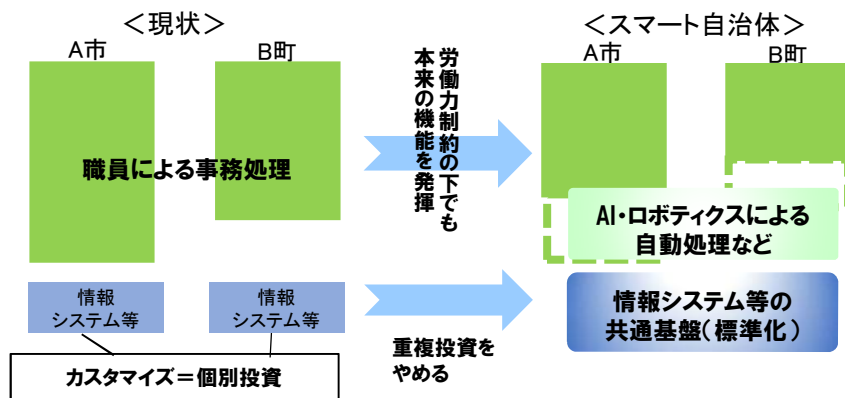 ＜現状＞
A市
B町
職員による事務処理
情報
システム等
情報
システム等
カスタマイズ＝個別投資
労働力制約の下でも
本来の機能を発揮
重複投資を
やめる
＜スマート自治体＞
A市
B町
AI・ロボティクスによる
自動処理など
情報システム等の
共通基盤（標準化）